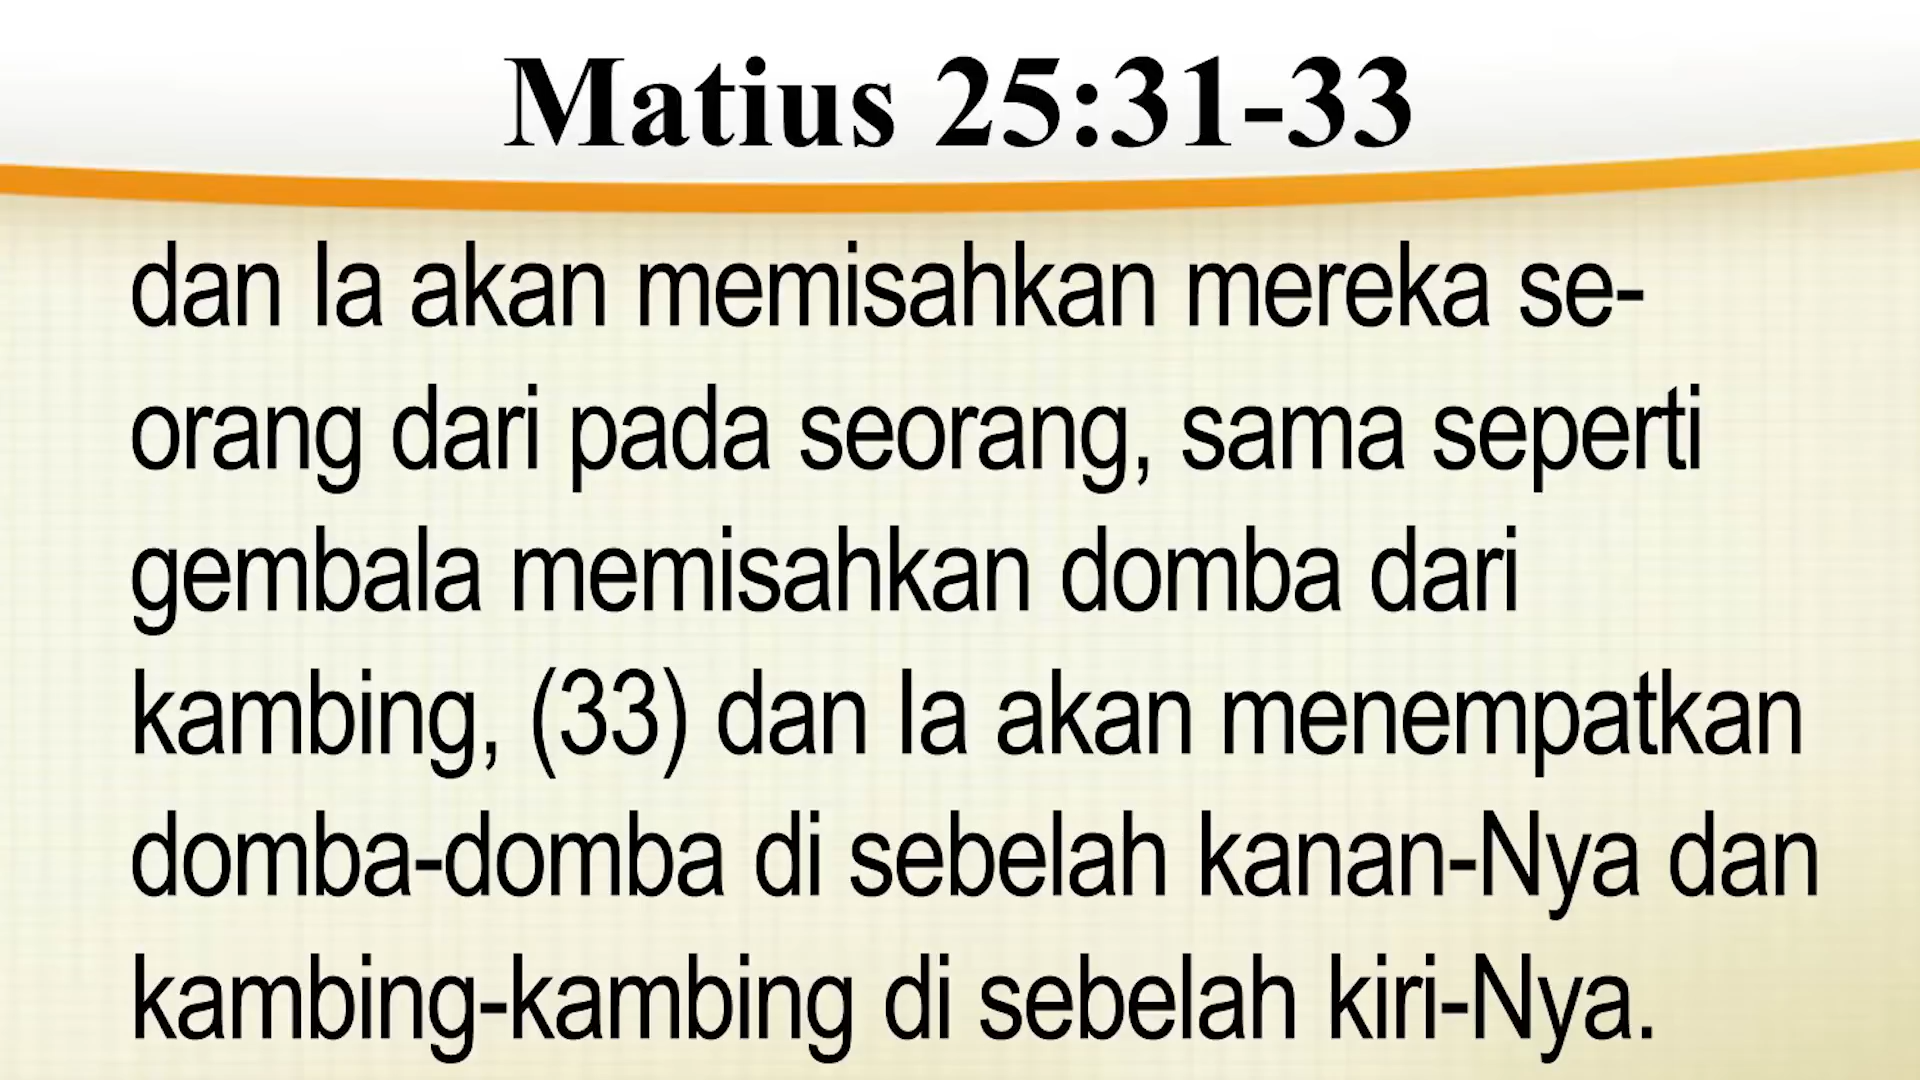 Matius 25:31-33
dan Ia akan memisahkan mereka se-
orang dari pada seorang, sama seperti
gembala memisahkan domba dari
kambing, (33) dan Ia akan menempatkan
domba-domba di sebelah kanan-Nya dan
kambing-kambing di sebelah kiri-Nya.